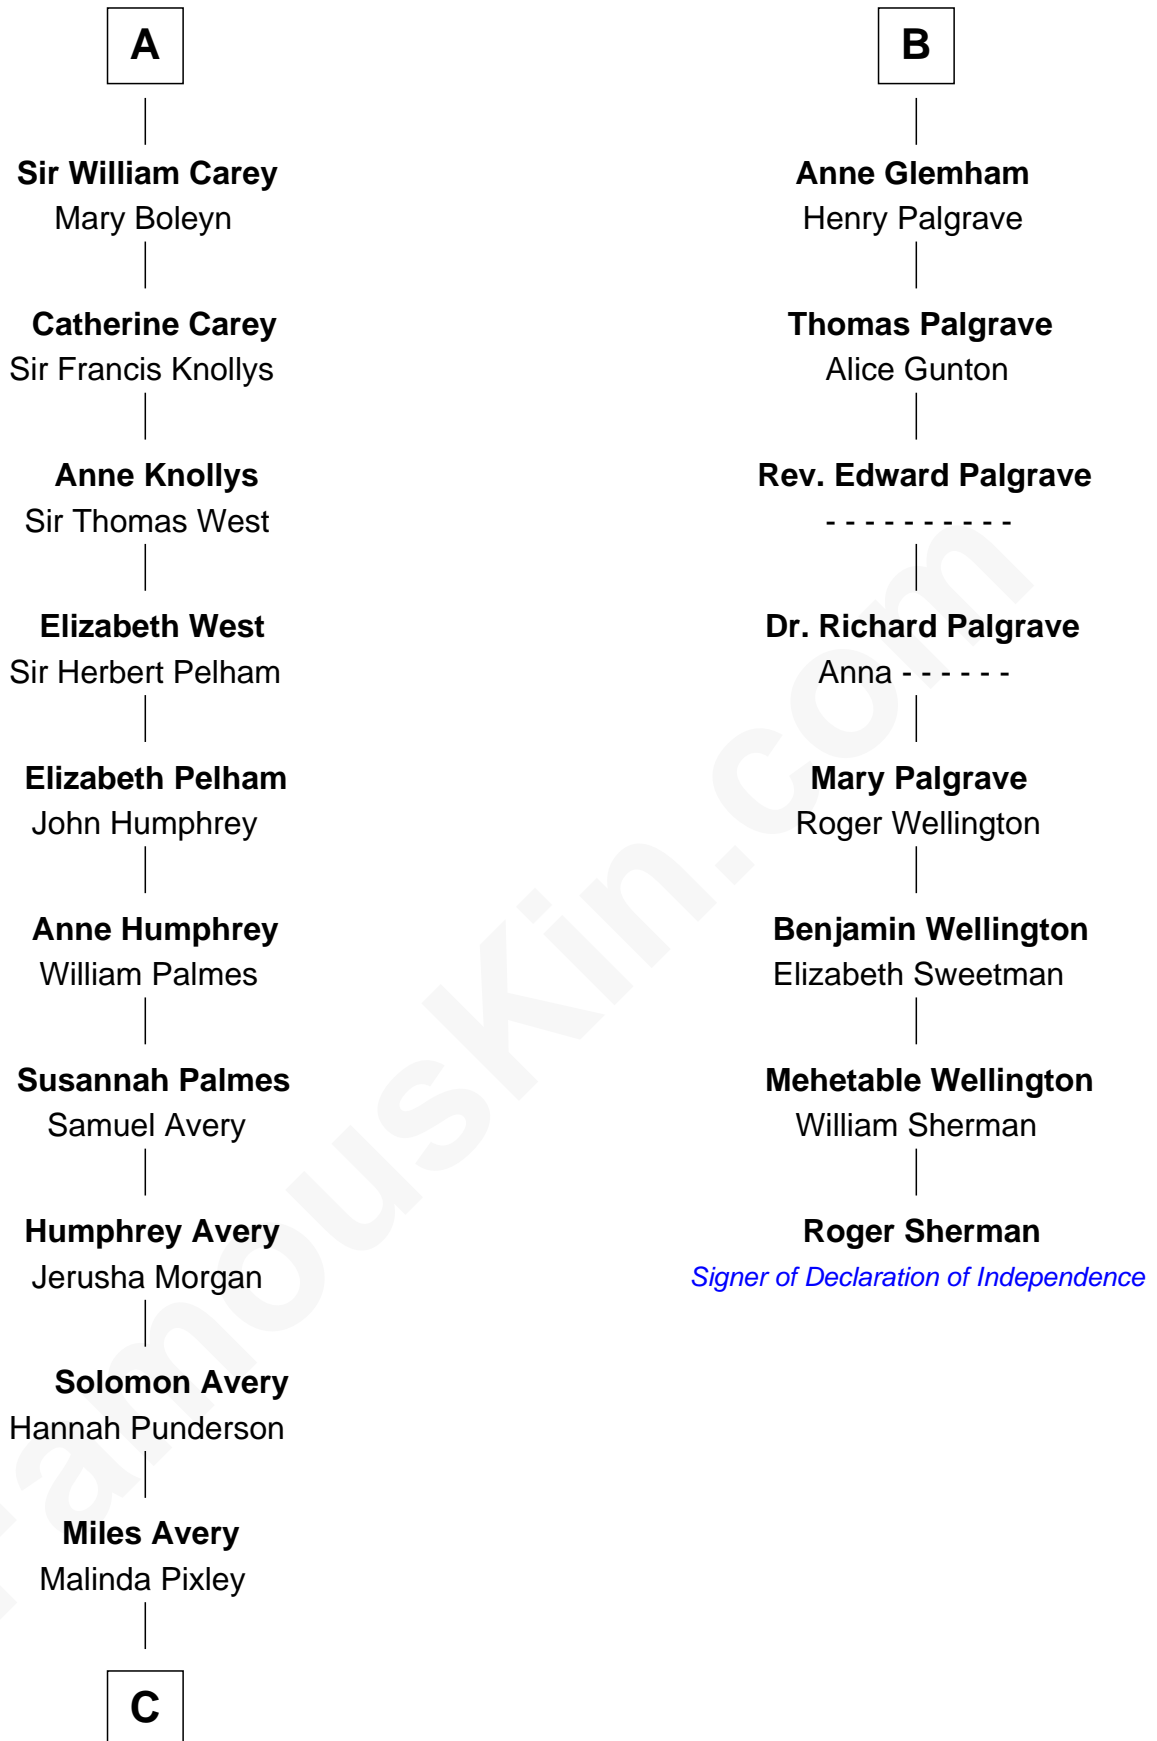 A
Sir William Carey
Mary Boleyn
Catherine Carey
Sir Francis Knollys
Anne Knollys
Sir Thomas West
Elizabeth West
Sir Herbert Pelham
Elizabeth Pelham
John Humphrey
Anne Humphrey
William Palmes
Susannah Palmes
Samuel Avery
Humphrey Avery
Jerusha Morgan
Solomon Avery
Hannah Punderson
Miles Avery
Malinda Pixley
C
B
Anne Glemham
Henry Palgrave
Thomas Palgrave
Alice Gunton
Rev. Edward Palgrave
- - - - - - - - - -
Dr. Richard Palgrave
Anna - - - - - -
Mary Palgrave
Roger Wellington
Benjamin Wellington
Elizabeth Sweetman
Mehetable Wellington
William Sherman
Roger Sherman
Signer of Declaration of Independence
FamousKin.com